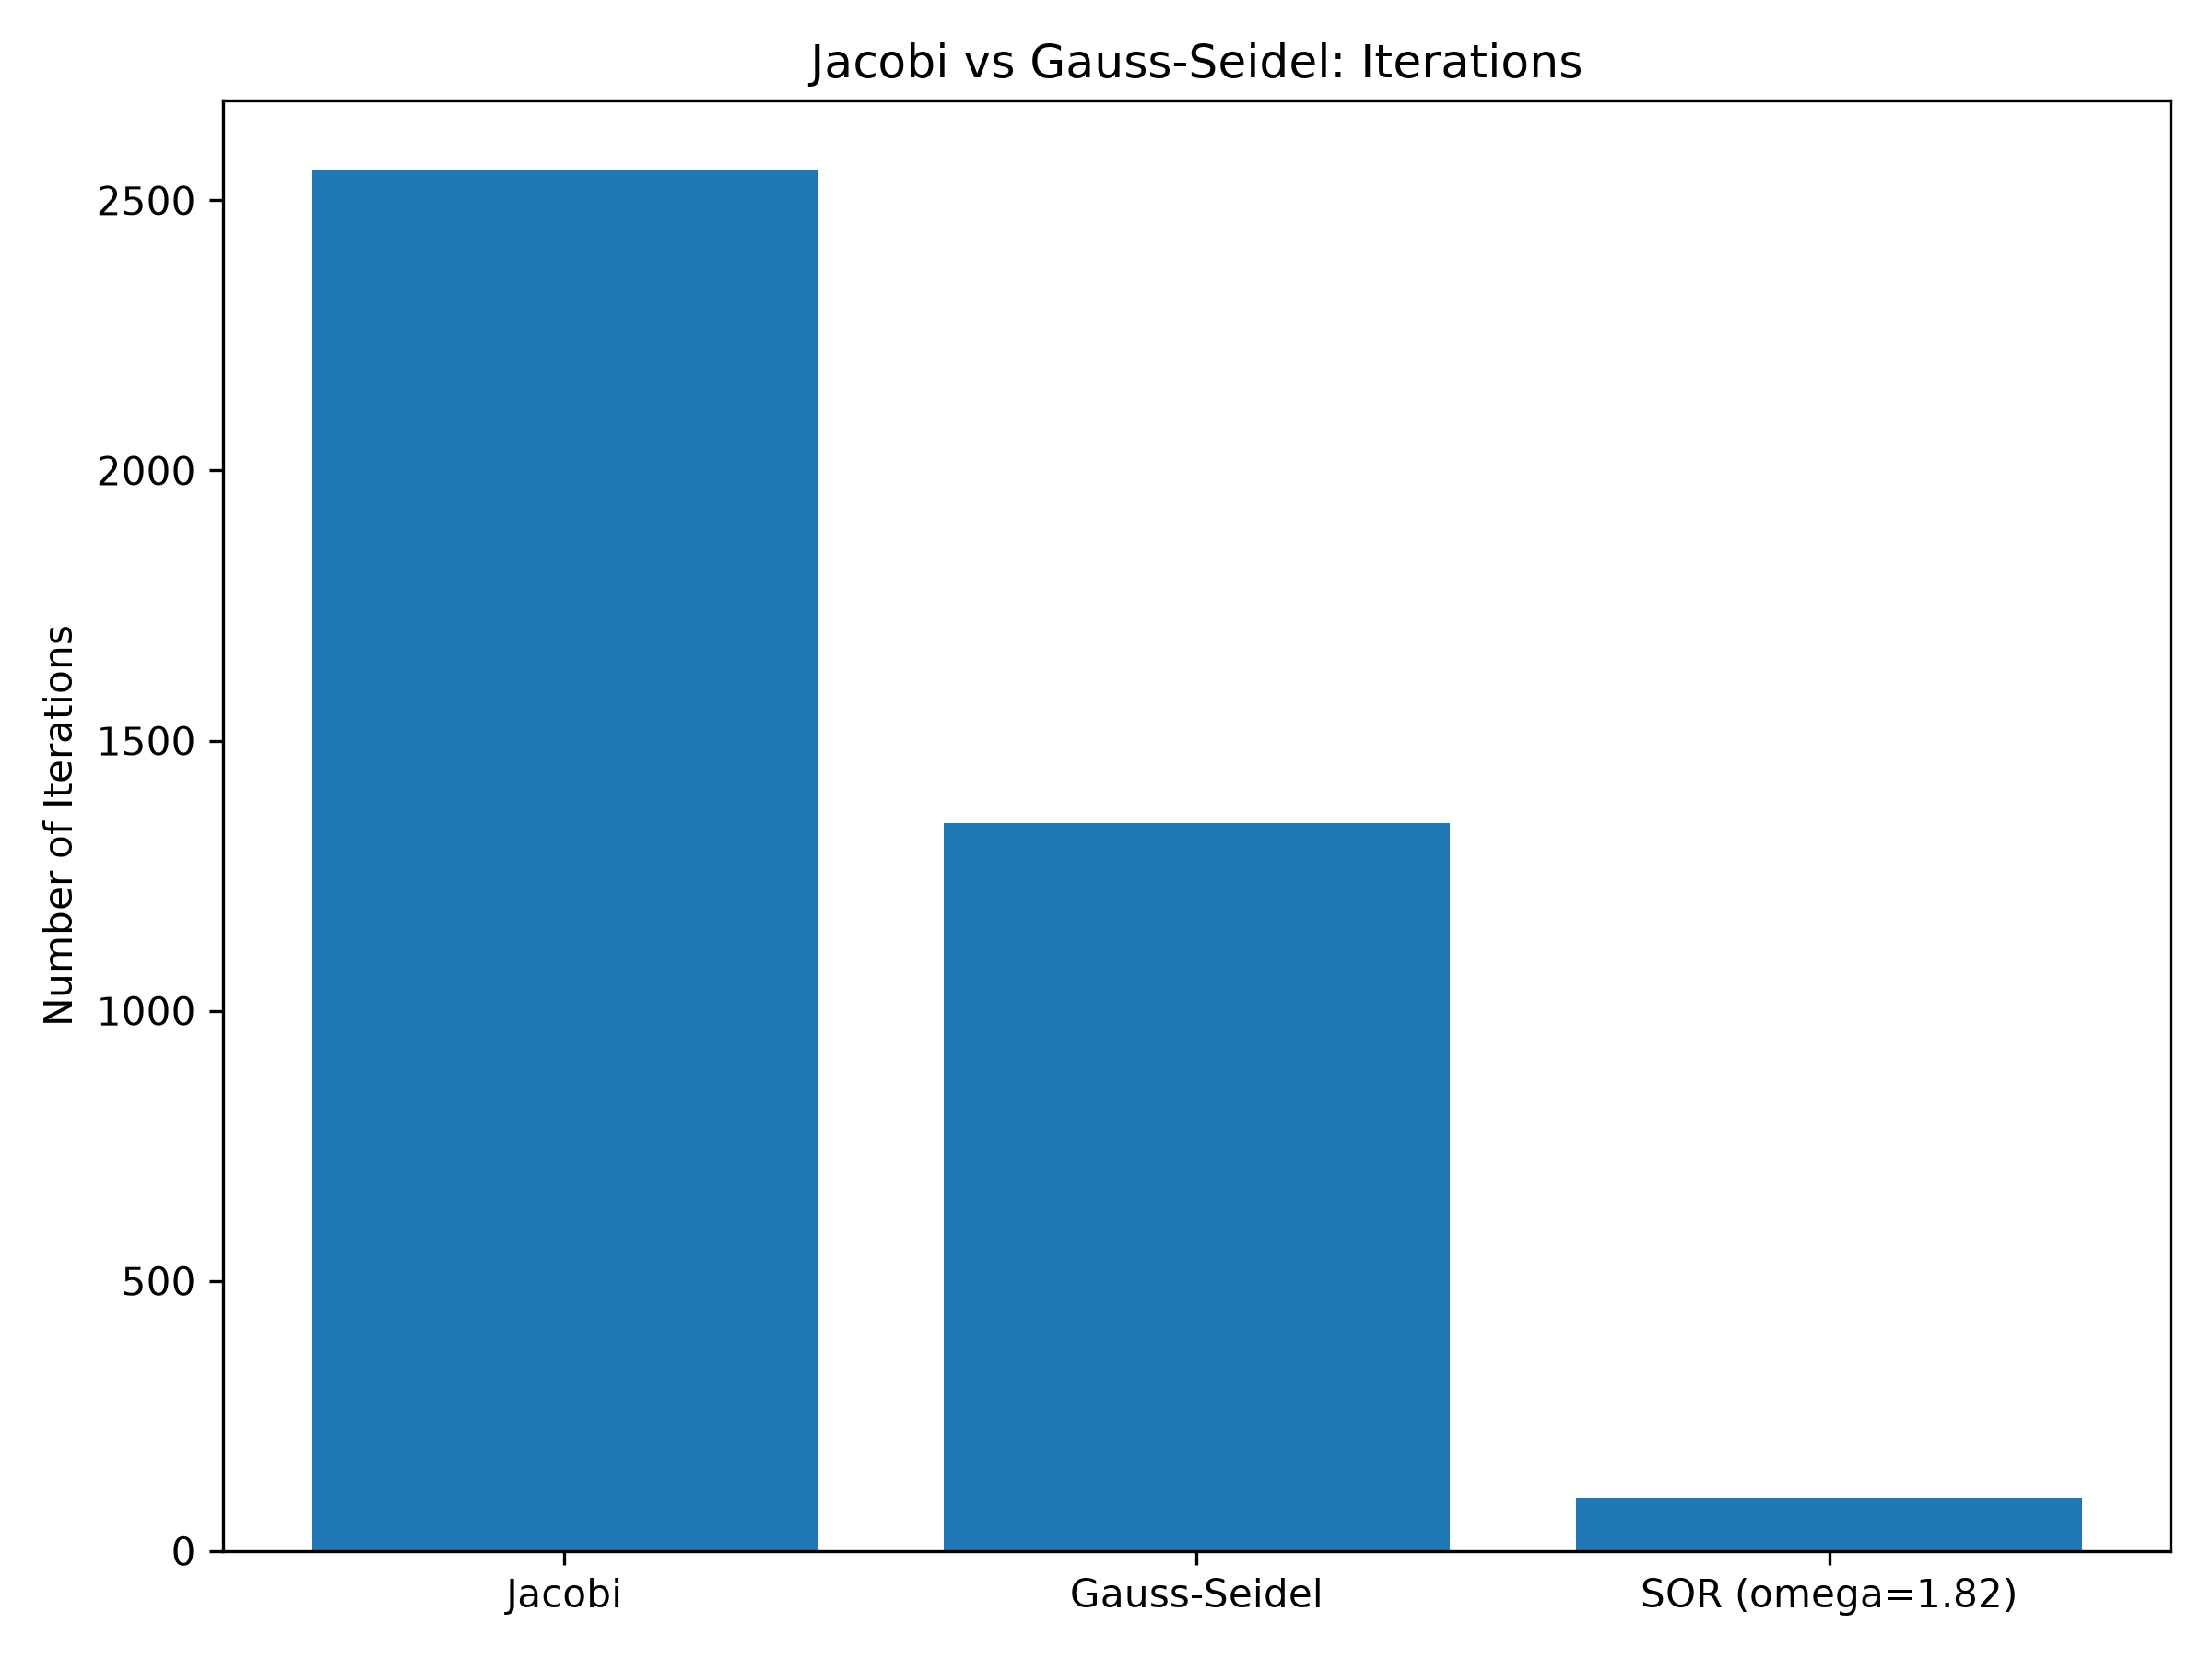 Jacobi vs Gauss-Seidel: Iterations
Number of Iterations
2500
2000
1500
1000
500
0
Jacobi
Gauss-Seidel
SOR (omega=1.82)